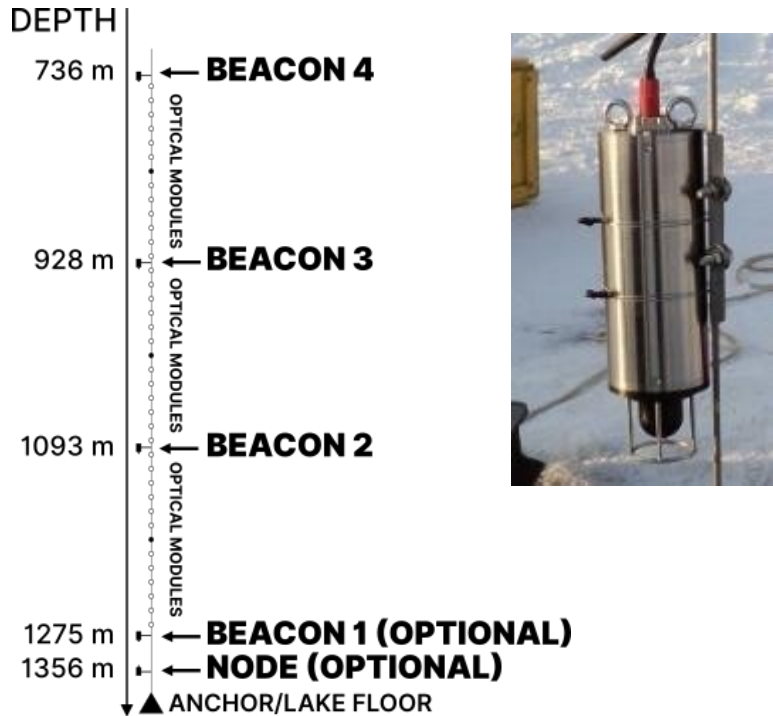 DEPTH
736 m
BEACON 4
OPTICAL MODULES
928 m
BEACON 3
OPTICAL MODULES
1093 m
BEACON 2
OPTICAL MODULES
1275 m
BEACON 1 (OPTIONAL)
1356 m
NODE (OPTIONAL)
ANCHOR/LAKE FLOOR